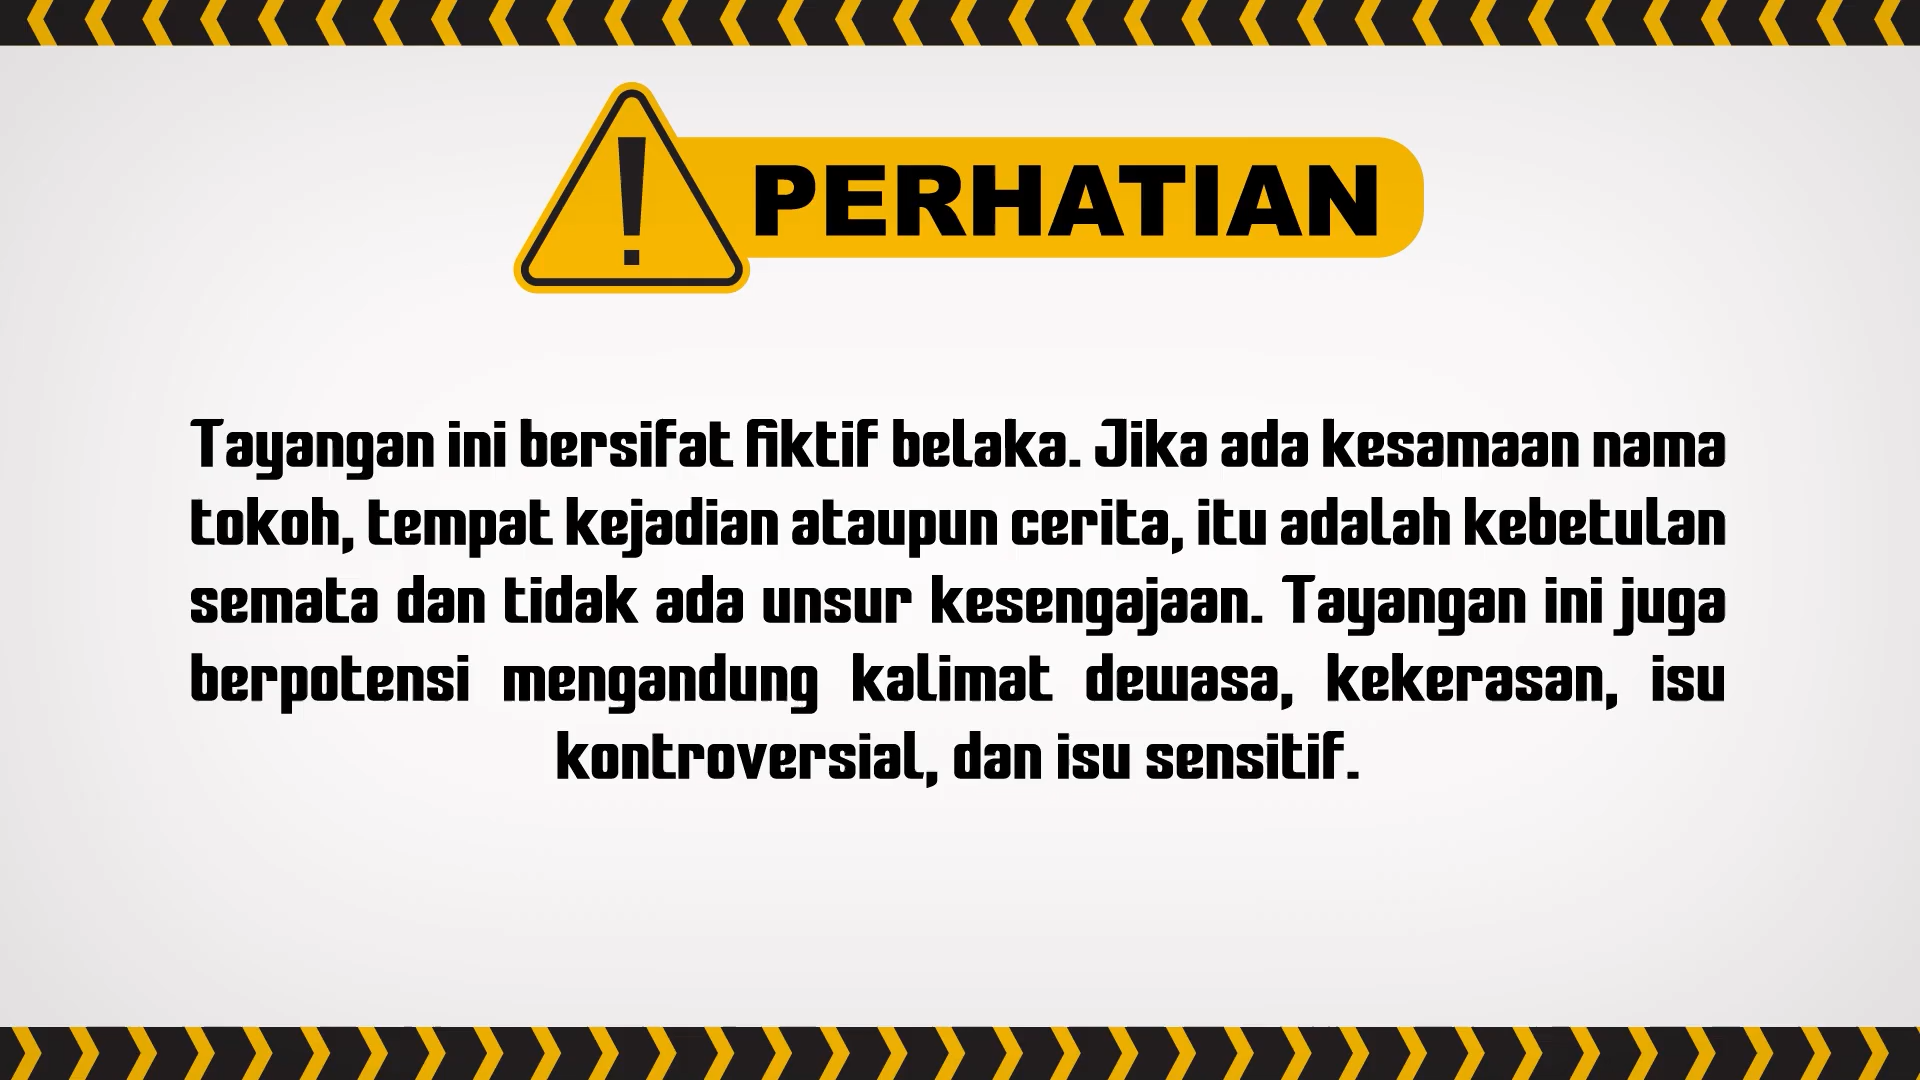 PERHATIAN
Tayangan ini bersifat fiktif belaka. Jika ada kesamaan nama
tokoh, tempat kejadian ataupun cerita, itu adalah kebetulan
semata dan tidak ada unsur kesengajaan. Tayangan ini juga
berpotensi mengandung kalimat dewasa, kekerasan, isu
kontroversial, dan isu sensitif.